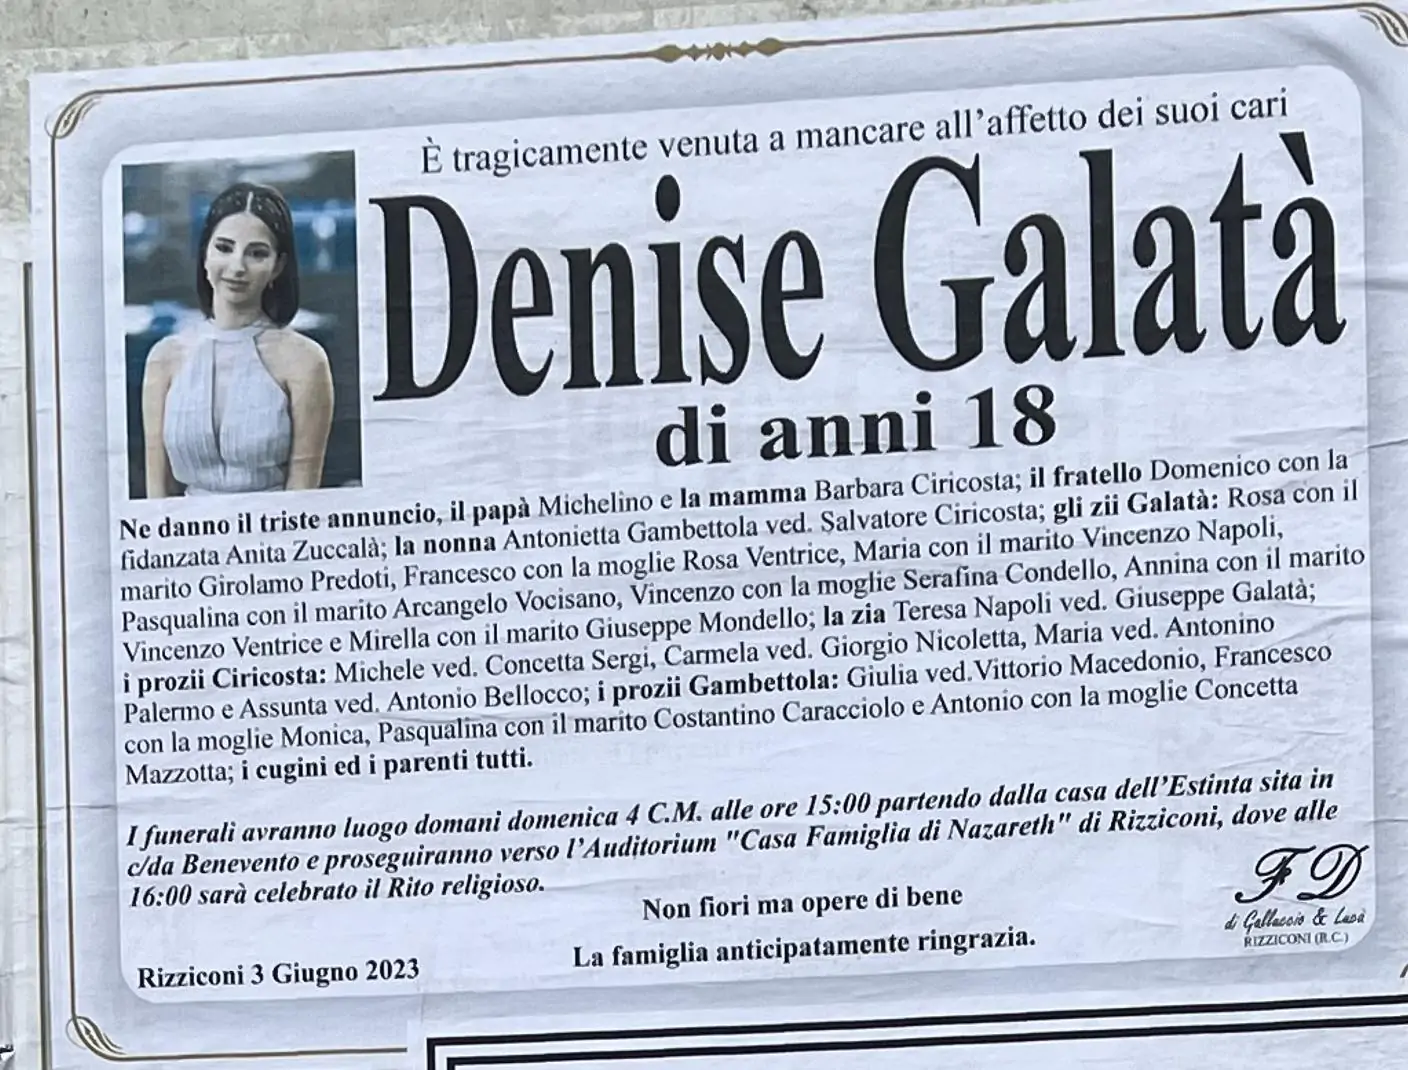 È tragicamente venuta a mancare all'affetto dei suoi cari
Denise Galatà
di anni 18
Ne danno il triste annuncio, il papà Michelino e la mamma Barbara Ciricosta; il fratello Domenico con la
fidanzata Anita Zuccalà; la nonna Antonietta Gambettola ved. Salvatore Ciricosta; gli zii Galatà: Rosa con il
marito Girolamo Predoti, Francesco con la moglie Rosa Ventrice, Maria con il marito Vincenzo Napoli,
Pasqualina con il marito Arcangelo Vocisano, Vincenzo con la moglie Serafina Condello, Annina con il marito
Vincenzo Ventrice e Mirella con il marito Giuseppe Mondello; la zia Teresa Napoli ved. Giuseppe Galatà;
i prozii Ciricosta: Michele ved. Concetta Sergi, Carmela ved. Giorgio Nicoletta, Maria ved. Antonino
Palermo e Assunta ved. Antonio Bellocco; i prozii Gambettola: Giulia ved.Vittorio Macedonio, Francesco
con la moglie Monica, Pasqualina con il marito Costantino Caracciolo e Antonio con la moglie Concetta
Mazzotta; i cugini ed i parenti tutti.
I funerali avranno luogo domani domenica 4 C.M. alle ore 15:00 partendo dalla casa dell'Estinta sita in
c/da Benevento e proseguiranno verso l'Auditorium "Casa Famiglia di Nazareth" di Rizziconi, dove alle
16:00 sarà celebrato il Rito religioso.
Non fiori ma opere di bene
La famiglia anticipatamente ringrazia.
Rizziconi 3 Giugno 2023
F D
di Gallaccio & Lucà
RIZZICONI (R.C.)